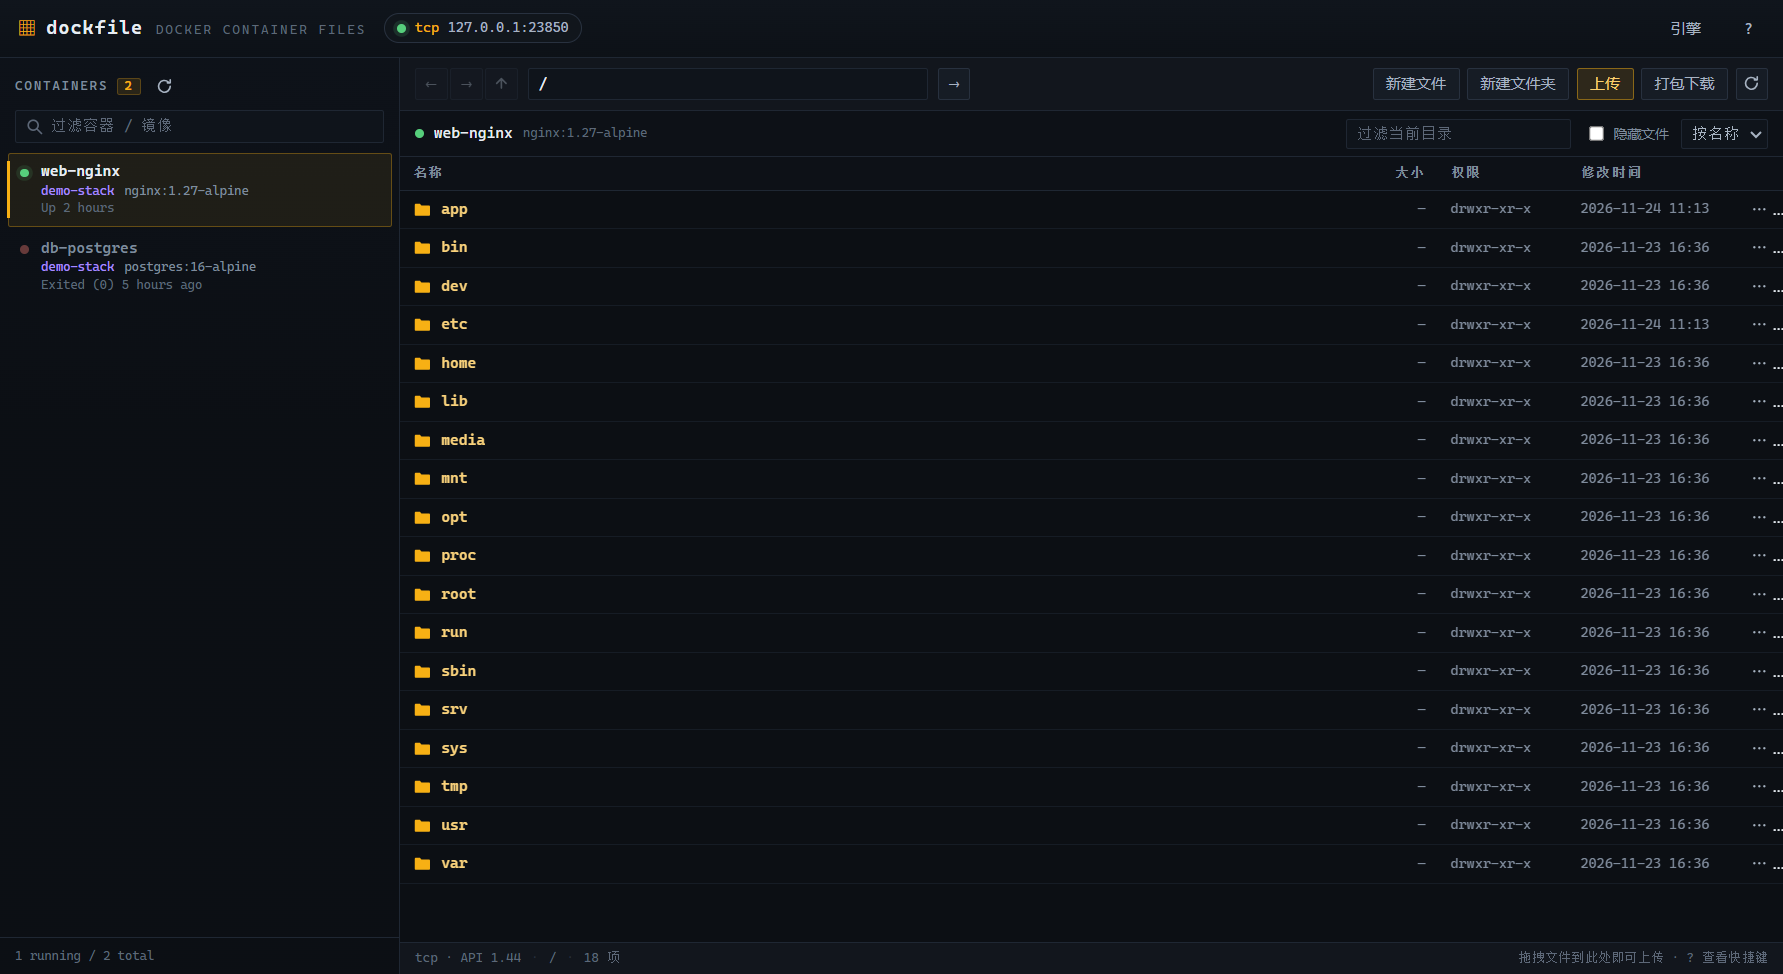 dockfile DOCKER CONTAINER FILES tcp 127.0.0.1:23850 引擎 ?
CONTAINERS 2
过滤容器 / 镜像
web-nginx
demo-stack nginx:1.27-alpine
Up 2 hours
db-postgres
demo-stack postgres:16-alpine
Exited (0) 5 hours ago
1 running / 2 total
← → ↑ / → 新建文件 新建文件夹 上传 打包下载
web-nginx nginx:1.27-alpine 过滤当前目录 隐藏文件 按名称
名称 大小 权限 修改时间
app — drwxr-xr-x 2026-11-24 11:13 ··· …
bin — drwxr-xr-x 2026-11-23 16:36 ··· …
dev — drwxr-xr-x 2026-11-23 16:36 ··· …
etc — drwxr-xr-x 2026-11-24 11:13 ··· …
home — drwxr-xr-x 2026-11-23 16:36 ··· …
lib — drwxr-xr-x 2026-11-23 16:36 ··· …
media — drwxr-xr-x 2026-11-23 16:36 ··· …
mnt — drwxr-xr-x 2026-11-23 16:36 ··· …
opt — drwxr-xr-x 2026-11-23 16:36 ··· …
proc — drwxr-xr-x 2026-11-23 16:36 ··· …
root — drwxr-xr-x 2026-11-23 16:36 ··· …
run — drwxr-xr-x 2026-11-23 16:36 ··· …
sbin — drwxr-xr-x 2026-11-23 16:36 ··· …
srv — drwxr-xr-x 2026-11-23 16:36 ··· …
sys — drwxr-xr-x 2026-11-23 16:36 ··· …
tmp — drwxr-xr-x 2026-11-23 16:36 ··· …
usr — drwxr-xr-x 2026-11-23 16:36 ··· …
var — drwxr-xr-x 2026-11-23 16:36 ··· …
tcp · API 1.44 · / · 18 项 拖拽文件到此处即可上传 · ? 查看快捷键